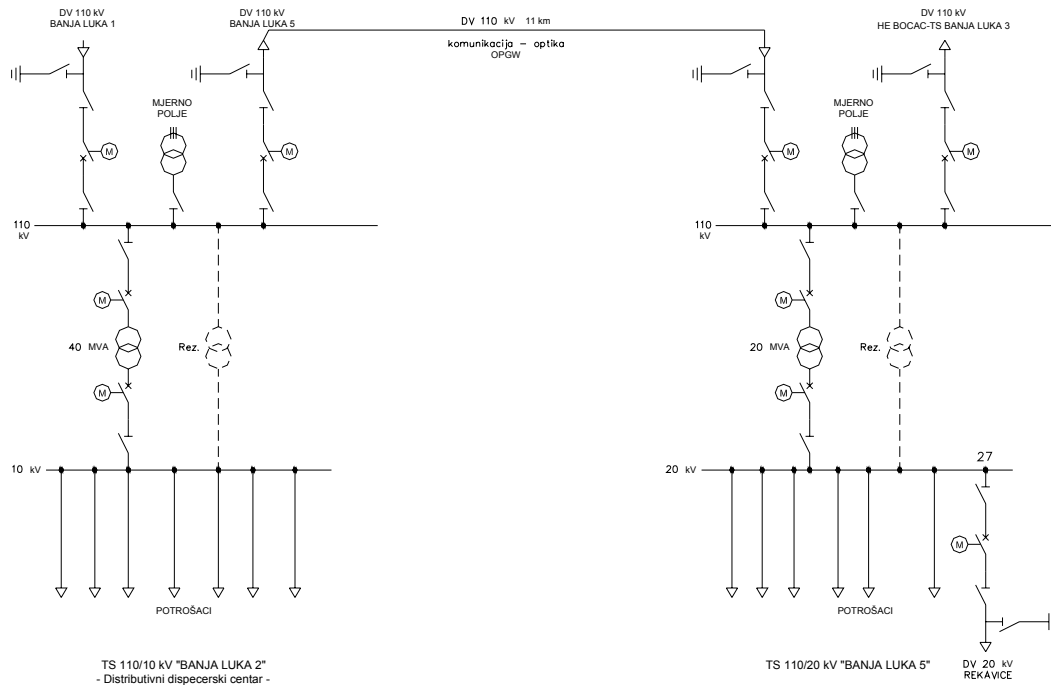 DV 110 kV
BANJA LUKA 1
DV 110 kV
BANJA LUKA 5
DV 110 kV 11 km
komunikacija – optika
OPGW
DV 110 kV
HE BOCAC-TS BANJA LUKA 3
MJERNO
POLJE
M
M
MJERNO
POLJE
M
M
110
kV
110
kV
M
M
40 MVA
Rez.
20 MVA
Rez.
M
M
10 kV
20 kV
27
M
POTROŠACI
POTROŠACI
TS 110/10 kV "BANJA LUKA 2"
- Distributivni dispecerski centar -
TS 110/20 kV "BANJA LUKA 5"
DV 20 kV
REKAVICE